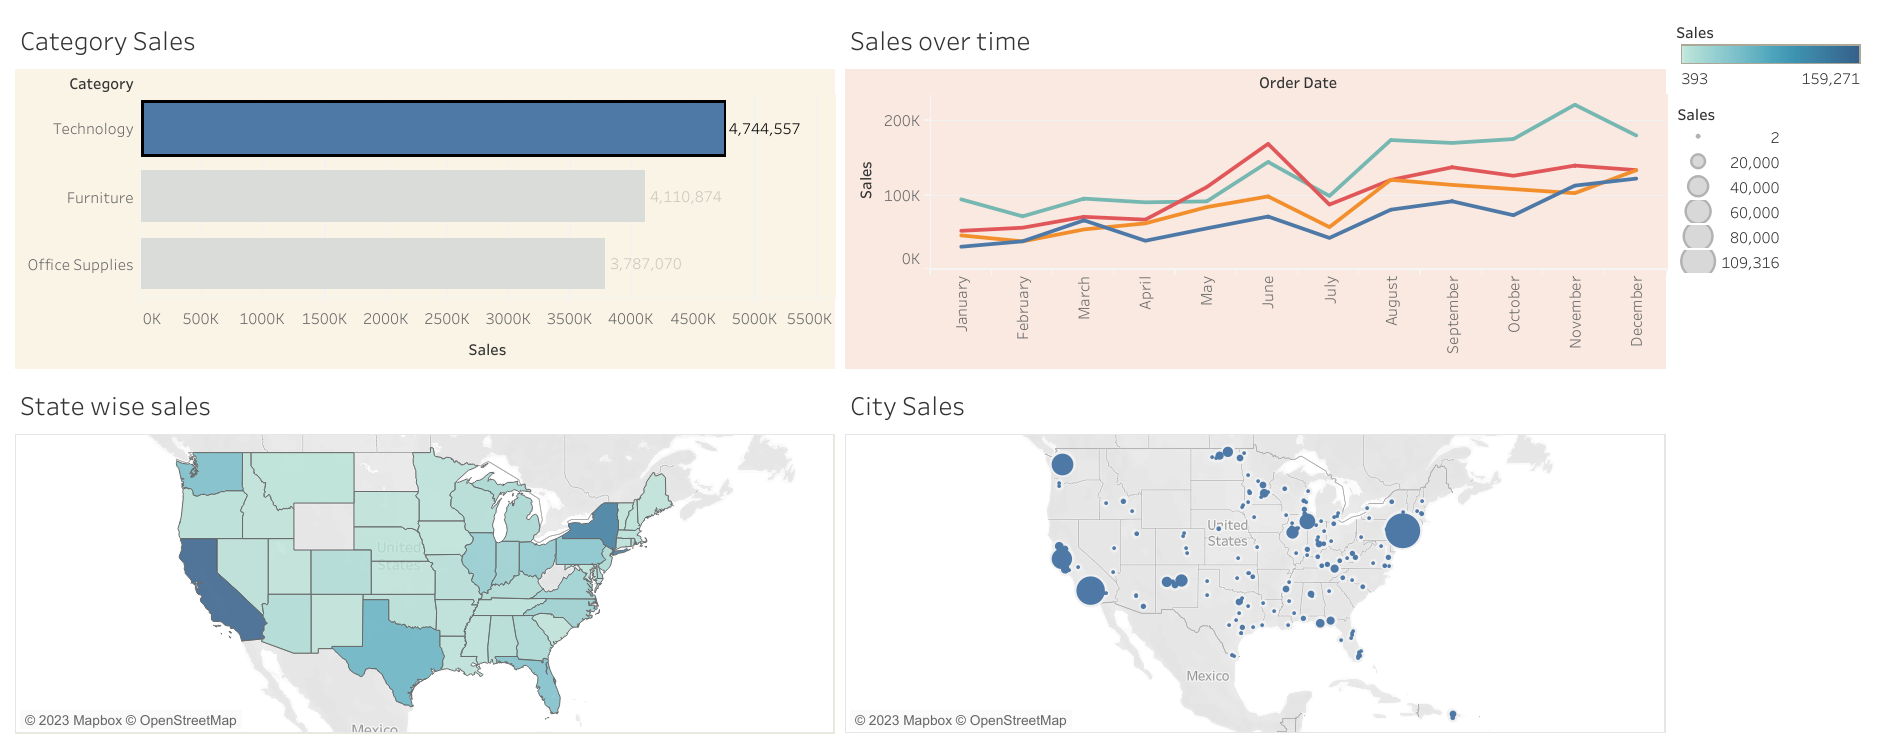 Category Sales
Category
Technology
4,744,557
Furniture
4,110,874
Office Supplies
3,787,070
0K 500K 1000K 1500K 2000K 2500K 3000K 3500K 4000K 4500K 5000K 5500K
Sales
Sales over time
Order Date
Sales
200K
100K
0K
January
February
March
April
May
June
July
August
September
October
November
December
Sales
393 159,271
Sales
2
20,000
40,000
60,000
80,000
109,316
State wise sales
United
States
Mexico
© 2023 Mapbox © OpenStreetMap
City Sales
United
States
Mexico
© 2023 Mapbox © OpenStreetMap